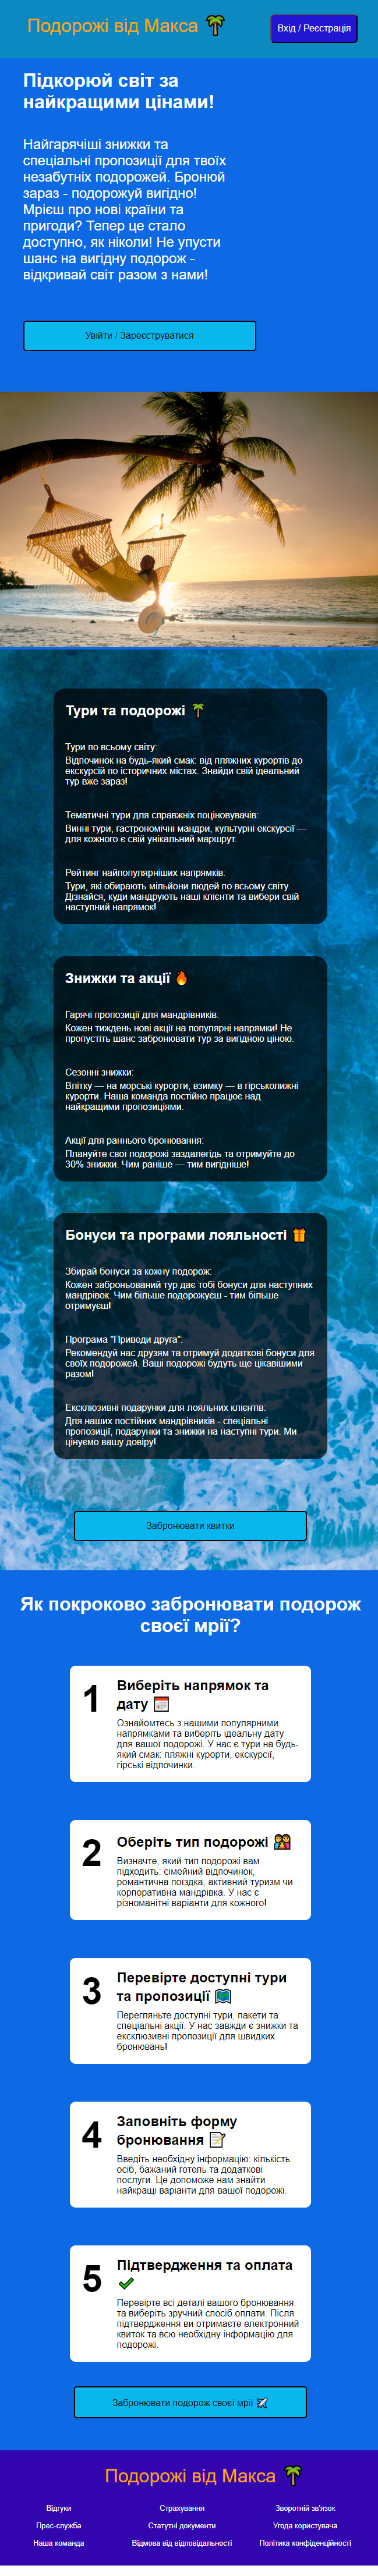 Подорожі від Макса 🌴
Вхід / Реєстрація
Підкорюй світ за
найкращими цінами!
Найгарячіші знижки та
спеціальні пропозиції для твоїх
незабутніх подорожей. Бронюй
зараз - подорожуй вигідно!
Мрієш про нові країни та
пригоди? Тепер це стало
доступно, як ніколи! Не упусти
шанс на вигідну подорож -
відкривай світ разом з нами!
Увійти / Зареєструватися
Тури та подорожі 🌴
Тури по всьому світу:
Відпочинок на будь-який смак: від пляжних курортів до
екскурсій по історичних містах. Знайди свій ідеальний
тур вже зараз!
Тематичні тури для справжніх поціновувачів:
Винні тури, гастрономічні мандри, культурні екскурсії —
для кожного є свій унікальний маршрут.
Рейтинг найпопулярніших напрямків:
Тури, які обирають мільйони людей по всьому світу.
Дізнайся, куди мандрують наші клієнти та вибери свій
наступний напрямок!
Знижки та акції 🔥
Гарячі пропозиції для мандрівників:
Кожен тиждень нові акції на популярні напрямки! Не
пропустіть шанс забронювати тур за вигідною ціною.
Сезонні знижки:
Влітку — на морські курорти, взимку — в гірськолижні
курорти. Наша команда постійно працює над
найкращими пропозиціями.
Акції для раннього бронювання:
Плануйте свої подорожі заздалегідь та отримуйте до
30% знижки. Чим раніше — тим вигідніше!
Бонуси та програми лояльності 🎁
Збирай бонуси за кожну подорож:
Кожен заброньований тур дає тобі бонуси для наступних
мандрівок. Чим більше подорожуєш - тим більше
отримуєш!
Програма "Приведи друга":
Рекомендуй нас друзям та отримуй додаткові бонуси для
своїх подорожей. Ваші подорожі будуть ще цікавішими
разом!
Ексклюзивні подарунки для лояльних клієнтів:
Для наших постійних мандрівників - спеціальні
пропозиції, подарунки та знижки на наступні тури. Ми
цінуємо вашу довіру!
Забронювати квитки
Як покроково забронювати подорож
своєї мрії?
1
Виберіть напрямок та
дату 📅
Ознайомтесь з нашими популярними
напрямками та виберіть ідеальну дату
для вашої подорожі. У нас є тури на будь-
який смак: пляжні курорти, екскурсії,
гірські відпочинки.
2
Оберіть тип подорожі 👨‍👩‍👧
Визначте, який тип подорожі вам
підходить: сімейний відпочинок,
романтична поїздка, активний туризм чи
корпоративна мандрівка. У нас є
різноманітні варіанти для кожного!
3
Перевірте доступні тури
та пропозиції 🗺️
Перегляньте доступні тури, пакети та
спеціальні акції. У нас завжди є знижки та
ексклюзивні пропозиції для швидких
бронювань!
4
Заповніть форму
бронювання 📝
Введіть необхідну інформацію: кількість
осіб, бажаний готель та додаткові
послуги. Це допоможе нам знайти
найкращі варіанти для вашої подорожі.
5
Підтвердження та оплата
✔️
Перевірте всі деталі вашого бронювання
та виберіть зручний спосіб оплати. Після
підтвердження ви отримаєте електронний
квиток та всю необхідну інформацію для
подорожі.
Забронювати подорож своєї мрії ✈️
Подорожі від Макса 🌴
Відгуки
Страхування
Зворотній зв'язок
Прес-служба
Статутні документи
Угода користувача
Наша команда
Відмова від відповідальності
Політика конфіденційності